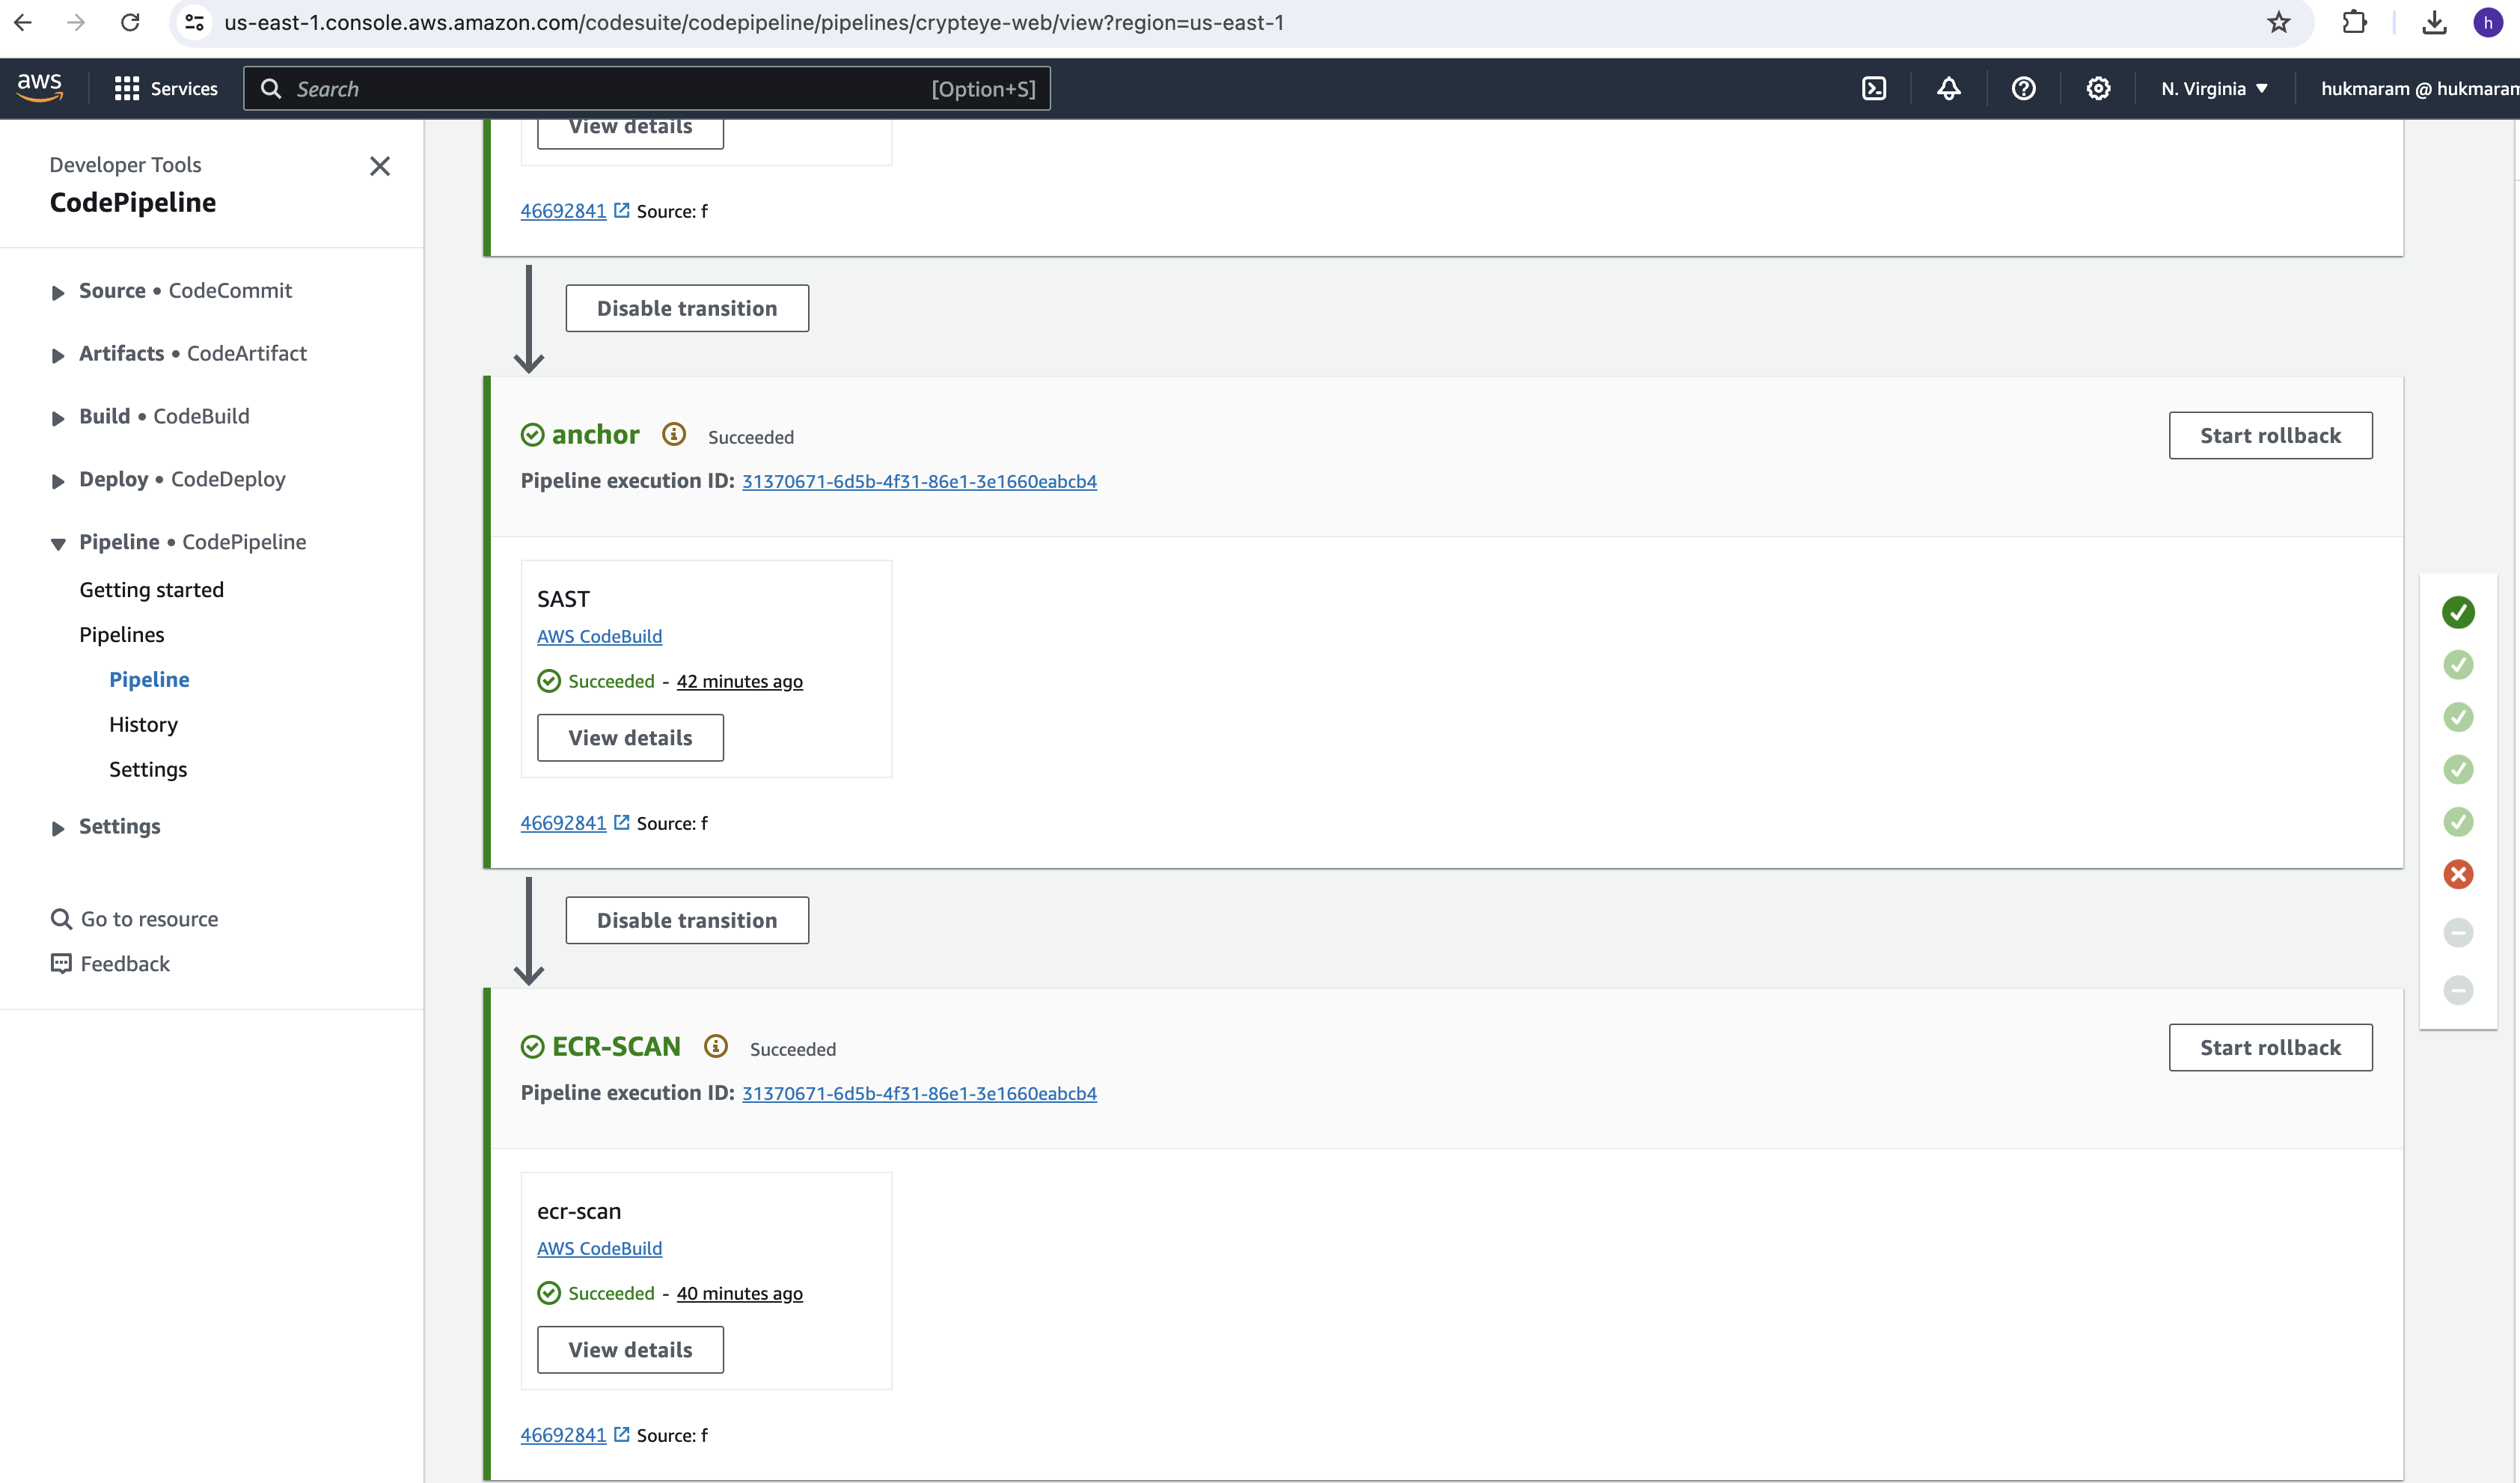 us-east-1.console.aws.amazon.com/codesuite/codepipeline/pipelines/crypteye-web/view?region=us-east-1
h
aws
Services
Search
[Option+S]
N. Virginia
hukmaram @ hukmaram
Developer Tools
CodePipeline
Source • CodeCommit
Artifacts • CodeArtifact
Build • CodeBuild
Deploy • CodeDeploy
Pipeline • CodePipeline
Getting started
Pipelines
Pipeline
History
Settings
Settings
Go to resource
Feedback
View details
46692841 Source: f
Disable transition
anchor
Succeeded
Start rollback
Pipeline execution ID: 31370671-6d5b-4f31-86e1-3e1660eabcb4
SAST
AWS CodeBuild
Succeeded - 42 minutes ago
View details
46692841 Source: f
Disable transition
ECR-SCAN
Succeeded
Start rollback
Pipeline execution ID: 31370671-6d5b-4f31-86e1-3e1660eabcb4
ecr-scan
AWS CodeBuild
Succeeded - 40 minutes ago
View details
46692841 Source: f